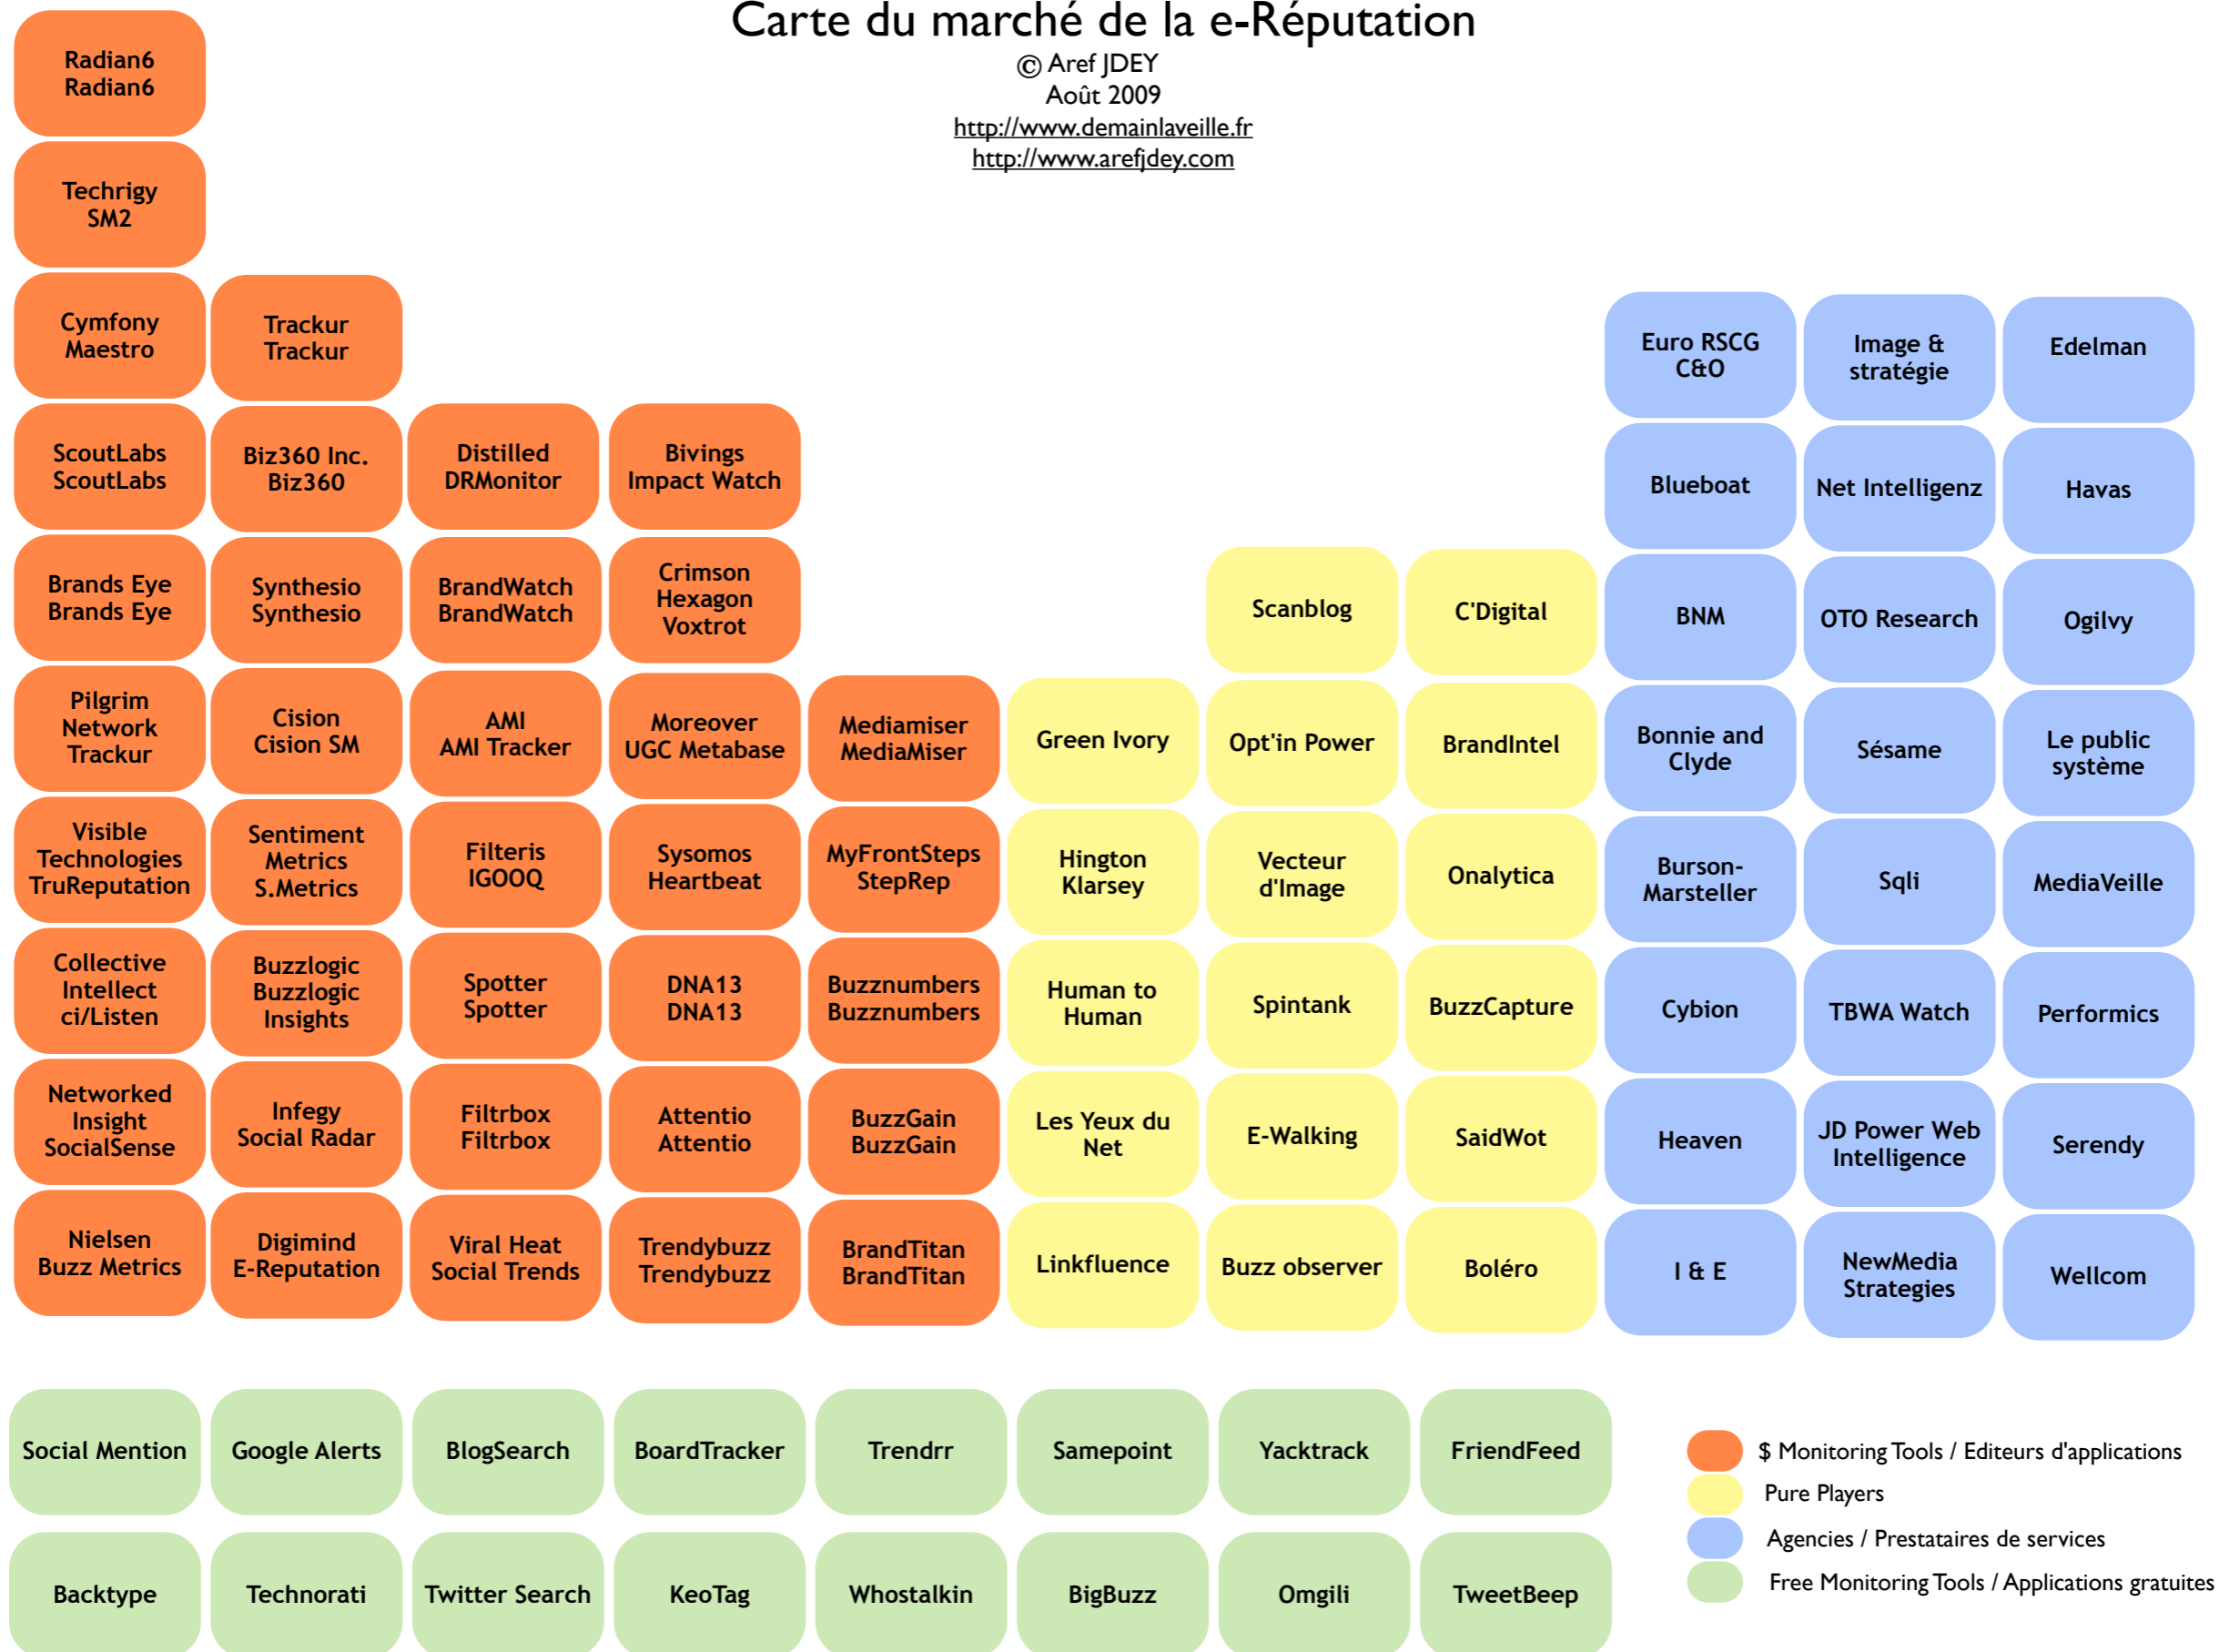 Carte du marché de la e-Réputation
© Aref JDEY
Août 2009
http://www.demainlaveille.fr
http://www.arefjdey.com
Radian6
Radian6
Techrigy
SM2
Cymfony
Maestro
Trackur
Trackur
Euro RSCG
C&O
Image &
stratégie
Edelman
ScoutLabs
ScoutLabs
Biz360 Inc.
Biz360
Distilled
DRMonitor
Bivings
Impact Watch
Blueboat
Net Intelligenz
Havas
Brands Eye
Brands Eye
Synthesio
Synthesio
BrandWatch
BrandWatch
Crimson
Hexagon
Voxtrot
Scanblog
C'Digital
BNM
OTO Research
Ogilvy
Pilgrim
Network
Trackur
Cision
Cision SM
AMI
AMI Tracker
Moreover
UGC Metabase
Mediamiser
MediaMiser
Green Ivory
Opt'in Power
BrandIntel
Bonnie and
Clyde
Sésame
Le public
système
Visible
Technologies
TruReputation
Sentiment
Metrics
S.Metrics
Filteris
IGOOQ
Sysomos
Heartbeat
MyFrontSteps
StepRep
Hington
Klarsey
Vecteur
d'Image
Onalytica
Burson-
Marsteller
Sqli
MediaVeille
Collective
Intellect
ci/Listen
Buzzlogic
Buzzlogic
Insights
Spotter
Spotter
DNA13
DNA13
Buzznumbers
Buzznumbers
Human to
Human
Spintank
BuzzCapture
Cybion
TBWA Watch
Performics
Networked
Insight
SocialSense
Infegy
Social Radar
Filtrbox
Filtrbox
Attentio
Attentio
BuzzGain
BuzzGain
Les Yeux du
Net
E-Walking
SaidWot
Heaven
JD Power Web
Intelligence
Serendy
Nielsen
Buzz Metrics
Digimind
E-Reputation
Viral Heat
Social Trends
Trendybuzz
Trendybuzz
BrandTitan
BrandTitan
Linkfluence
Buzz observer
Boléro
I & E
NewMedia
Strategies
Wellcom
Social Mention
Google Alerts
BlogSearch
BoardTracker
Trendrr
Samepoint
Yacktrack
FriendFeed
Backtype
Technorati
Twitter Search
KeoTag
Whostalkin
BigBuzz
Omgili
TweetBeep
$ Monitoring Tools / Editeurs d'applications
Pure Players
Agencies / Prestataires de services
Free Monitoring Tools / Applications gratuites